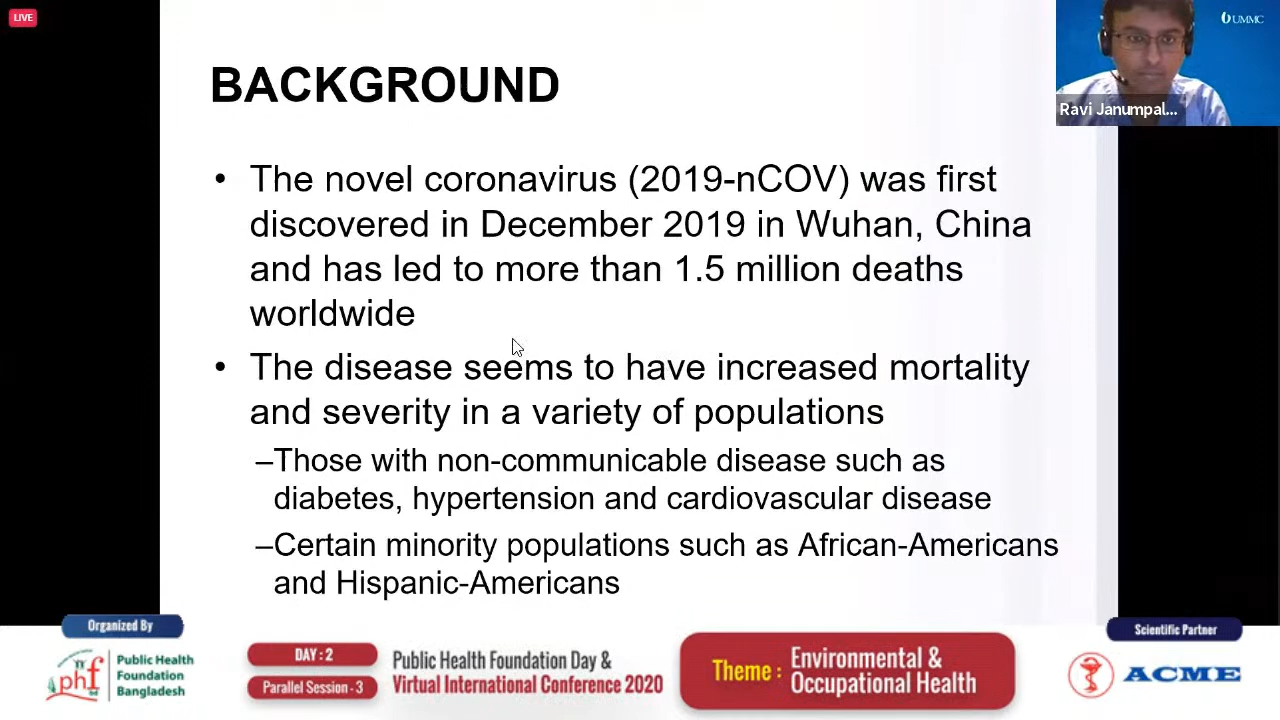 LIVE
UMMC
Ravi Janumpal...
BACKGROUND
• The novel coronavirus (2019-nCOV) was first
discovered in December 2019 in Wuhan, China
and has led to more than 1.5 million deaths
worldwide
• The disease seems to have increased mortality
and severity in a variety of populations
–Those with non-communicable disease such as
diabetes, hypertension and cardiovascular disease
–Certain minority populations such as African-Americans
and Hispanic-Americans
Organized By
phf
Public Health
Foundation
Bangladesh
DAY : 2
Parallel Session - 3
Public Health Foundation Day &
Virtual International Conference 2020
Theme :
Environmental &
Occupational Health
Scientific Partner
ACME